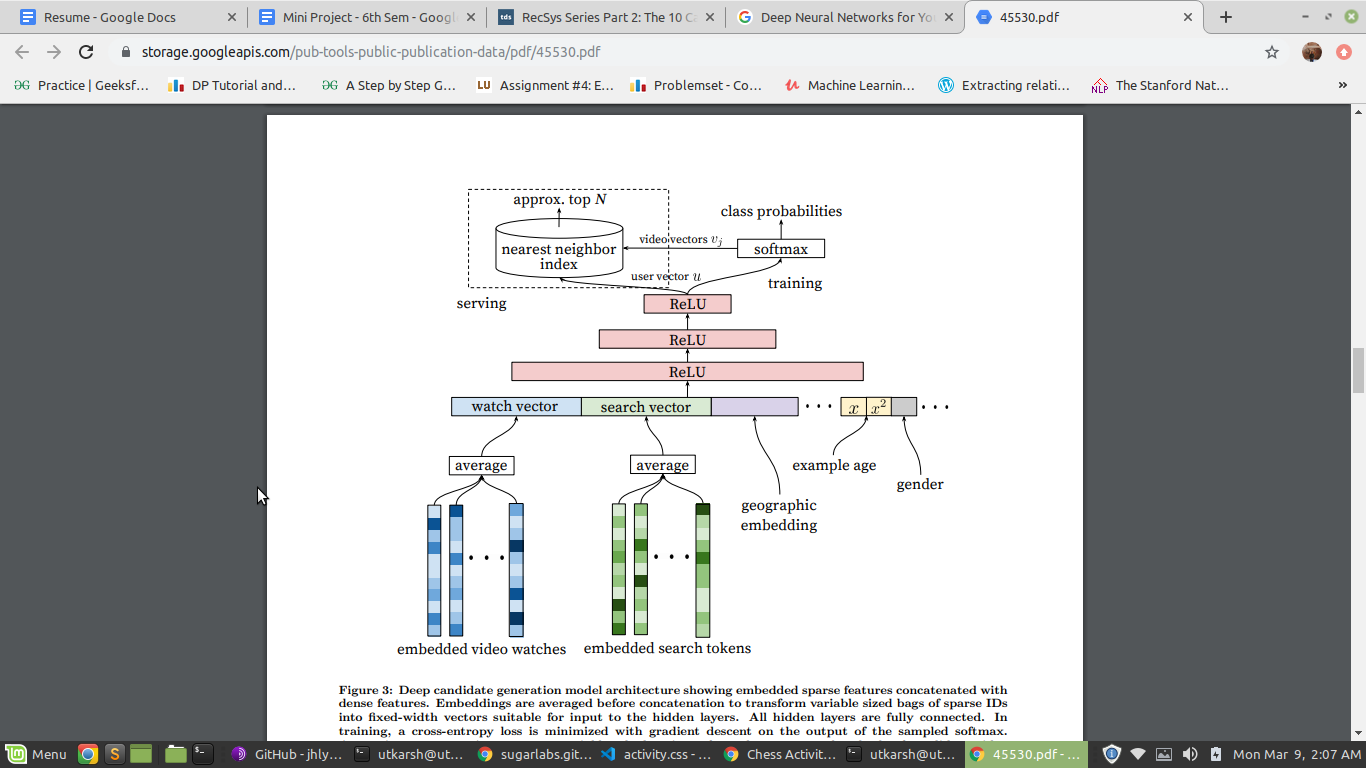 Resume - Google Docs
Mini Project - 6th Sem - Googl
RecSys Series Part 2: The 10 Ca
Deep Neural Networks for Yo
45530.pdf
storage.googleapis.com/pub-tools-public-publication-data/pdf/45530.pdf
Practice | Geeksf…
DP Tutorial and…
A Step by Step G…
LU Assignment #4: E…
Problemset - Co…
Machine Learnin…
Extracting relati…
NLP The Stanford Nat…
»
approx. top N
class probabilities
video vectors vj
nearest neighbor
index
softmax
user vector u
training
serving
ReLU
ReLU
ReLU
watch vector
search vector
x
x²
average
average
example age
gender
geographic
embedding
embedded video watches
embedded search tokens
Figure 3: Deep candidate generation model architecture showing embedded sparse features concatenated with
dense features. Embeddings are averaged before concatenation to transform variable sized bags of sparse IDs
into fixed-width vectors suitable for input to the hidden layers. All hidden layers are fully connected. In
training, a cross-entropy loss is minimized with gradient descent on the output of the sampled softmax.
Menu
GitHub - jhly…
utkarsh@ut…
sugarlabs.git…
activity.css - …
Chess Activit…
utkarsh@ut…
45530.pdf - …
Mon Mar 9, 2:07 AM